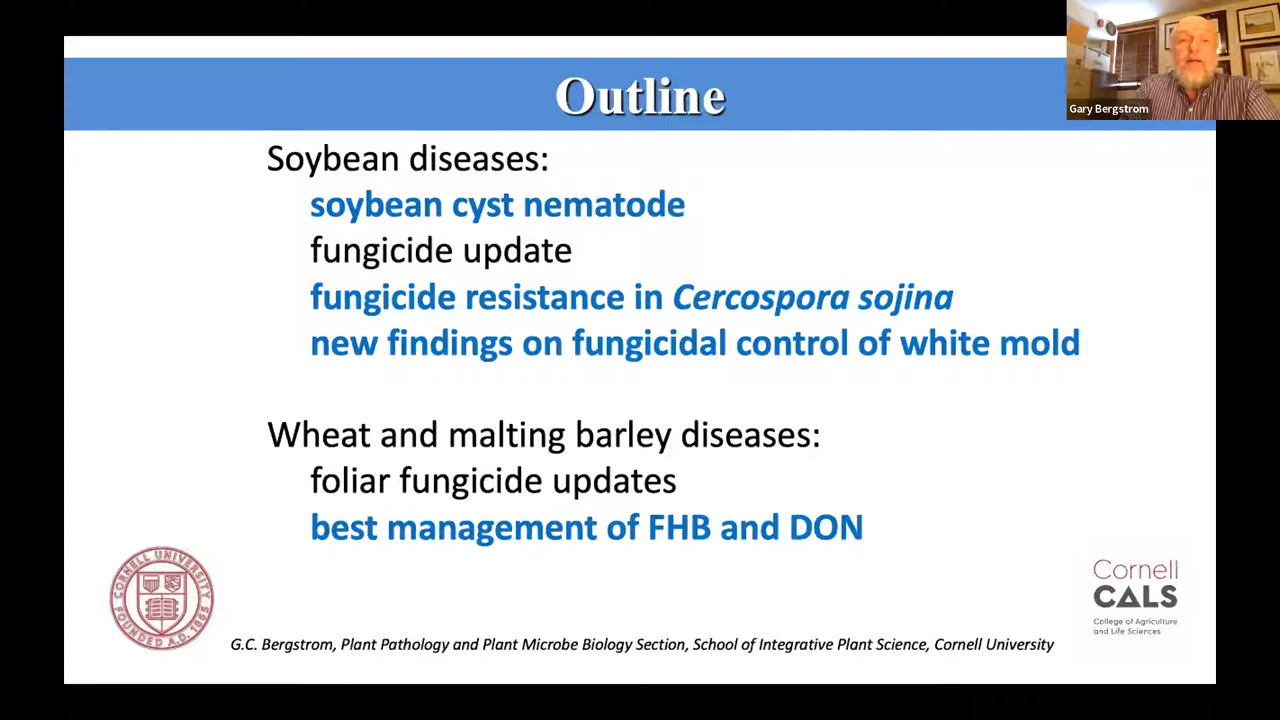 Outline
Gary Bergstrom
Soybean diseases:
soybean cyst nematode
fungicide update
fungicide resistance in Cercospora sojina
new findings on fungicidal control of white mold
Wheat and malting barley diseases:
foliar fungicide updates
best management of FHB and DON
CORNELL UNIVERSITY
FOUNDED A.D. 1865
Cornell
CALS
College of Agriculture
and Life Sciences
G.C. Bergstrom, Plant Pathology and Plant Microbe Biology Section, School of Integrative Plant Science, Cornell University